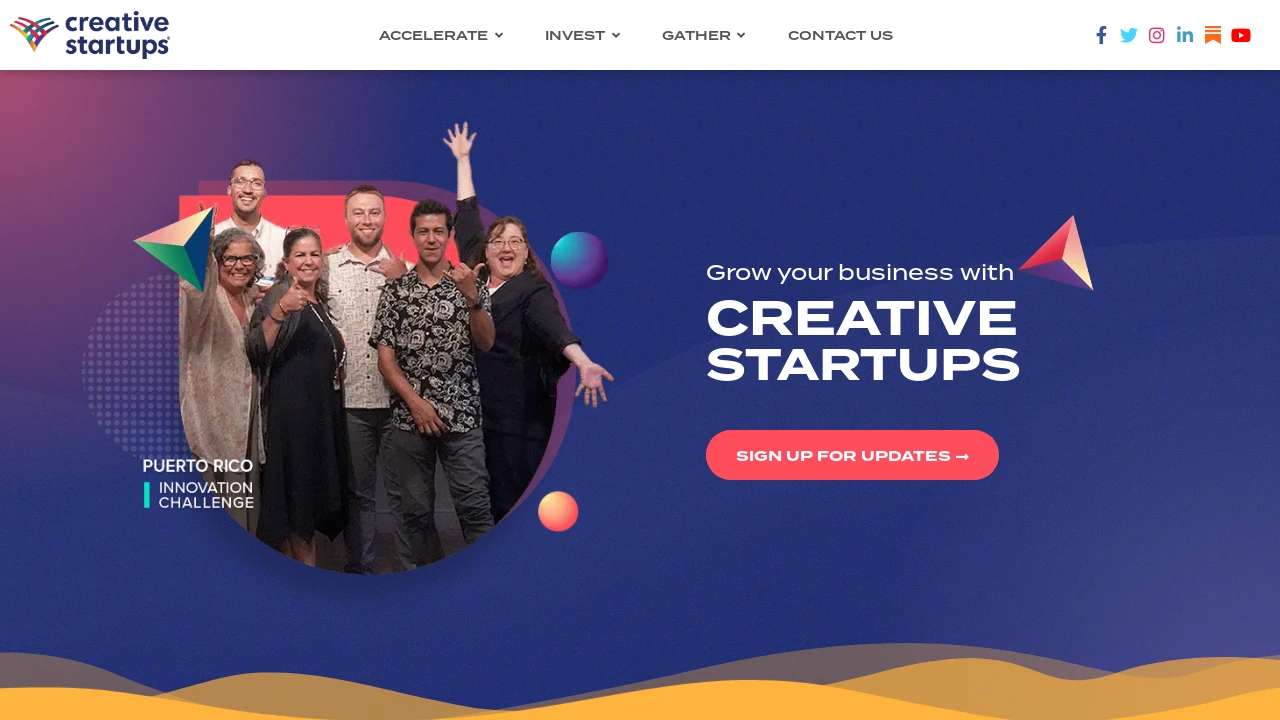 creative
startups®
ACCELERATE
INVEST
GATHER
CONTACT US
PUERTO RICO
INNOVATION
CHALLENGE
Grow your business with
CREATIVE
STARTUPS
SIGN UP FOR UPDATES →